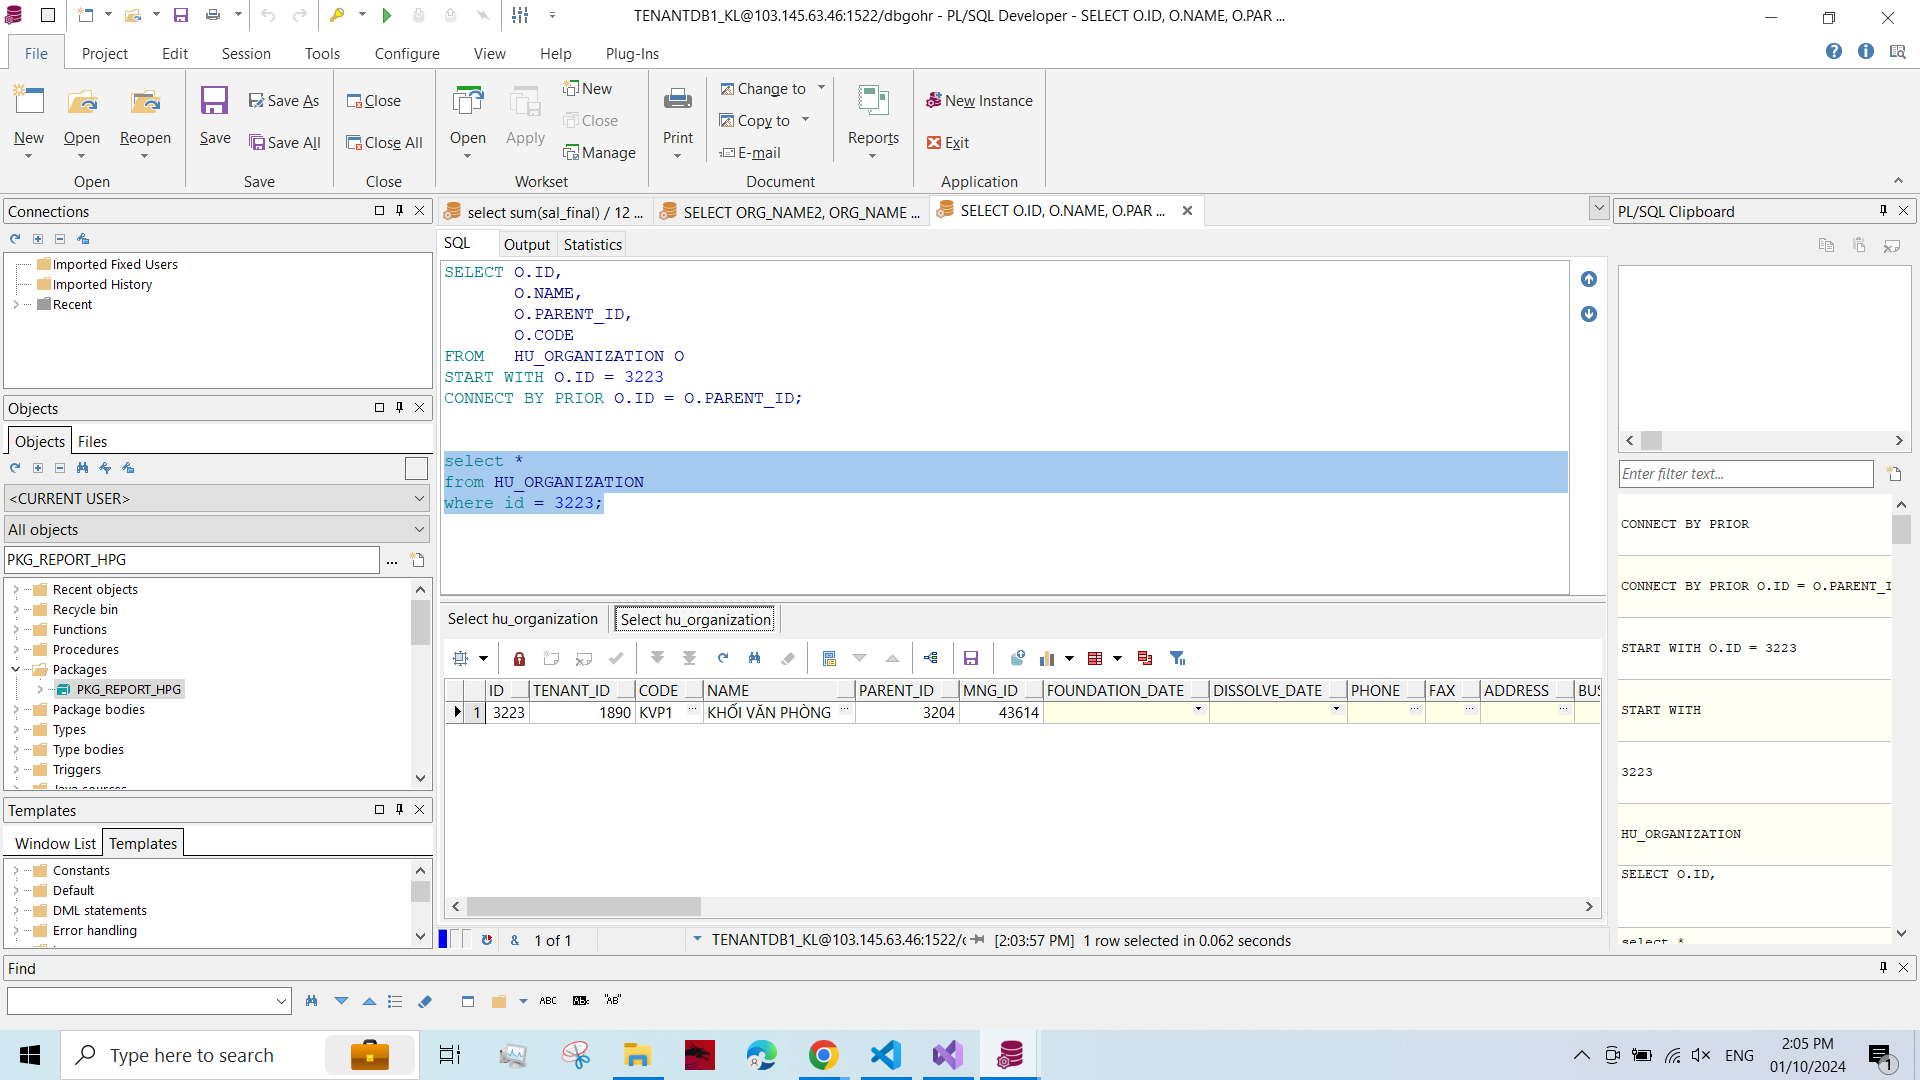 TENANTDB1_KL@103.145.63.46:1522/dbgohr - PL/SQL Developer - SELECT O.ID, O.NAME, O.PAR ...
File Project Edit Session Tools Configure View Help Plug-Ins
New Open Reopen
Open
Save Save As Save All
Save
Close Close All
Close
Open Apply New Close Manage
Workset
Print Change to Copy to E-mail
Document
Reports
New Instance
Exit
Application
Connections
Imported Fixed Users
Imported History
Recent
Objects
Objects Files
<CURRENT USER>
All objects
PKG_REPORT_HPG
...
Recent objects
Recycle bin
Functions
Procedures
Packages
PKG_REPORT_HPG
Package bodies
Types
Type bodies
Triggers
Java sources
Templates
Window List Templates
Constants
Default
DML statements
Error handling
select sum(sal_final) / 12 ... SELECT ORG_NAME2, ORG_NAME ... SELECT O.ID, O.NAME, O.PAR ...
SQL Output Statistics
SELECT O.ID,
O.NAME,
O.PARENT_ID,
O.CODE
FROM HU_ORGANIZATION O
START WITH O.ID = 3223
CONNECT BY PRIOR O.ID = O.PARENT_ID;
select *
from HU_ORGANIZATION
where id = 3223;
Select hu_organization Select hu_organization
ID TENANT_ID CODE NAME PARENT_ID MNG_ID FOUNDATION_DATE DISSOLVE_DATE PHONE FAX ADDRESS BUS
1 3223 1890 KVP1 ... KHỐI VĂN PHÒNG ... 3204 43614 ... ... ...
& 1 of 1 TENANTDB1_KL@103.145.63.46:1522/c [2:03:57 PM] 1 row selected in 0.062 seconds
PL/SQL Clipboard
Enter filter text...
CONNECT BY PRIOR
CONNECT BY PRIOR O.ID = O.PARENT_I
START WITH O.ID = 3223
START WITH
3223
HU_ORGANIZATION
SELECT O.ID,
select *
Find
ABC "AB"
Type here to search
ENG
2:05 PM
01/10/2024
1